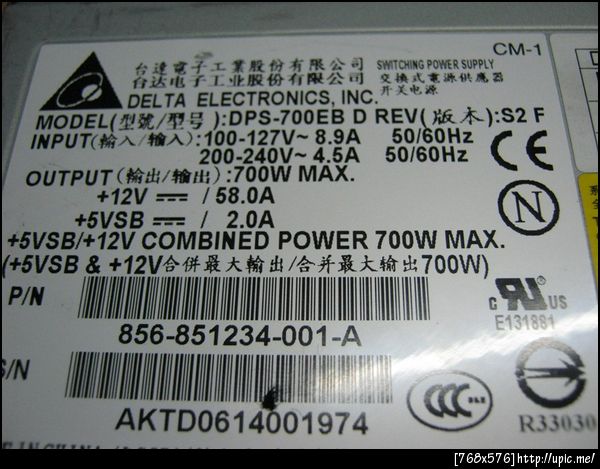 CM-1
台達電子工業股份有限公司 SWITCHING POWER SUPPLY
台达电子工业股份有限公司 交換式電源供應器
DELTA ELECTRONICS, INC. 开关电源
MODEL(型號/型号):DPS-700EB D REV(版本):S2 F
INPUT(輸入/输入):100-127V~ 8.9A 50/60Hz
200-240V~ 4.5A 50/60Hz
OUTPUT(輸出/输出):700W MAX.
+12V / 58.0A
+5VSB / 2.0A
CE
N
+5VSB/+12V COMBINED POWER 700W MAX.
(+5VSB & +12V合併最大輸出/合并最大输出700W)
P/N
856-851234-001-A
c RU US
E131881
S/N
AKTD0614001974
CCC
R33030
[768x576]http://upic.me/